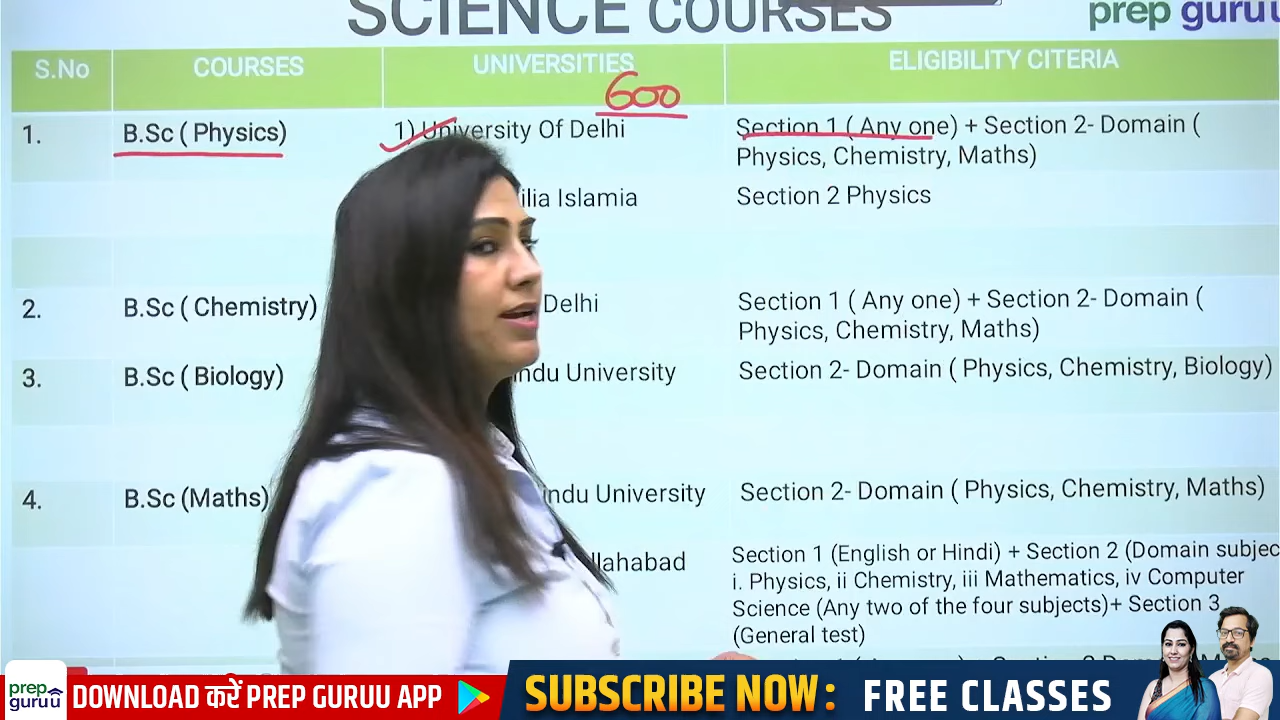 SCIENCE COURSES
prep guruu
S.No COURSES UNIVERSITIES ELIGIBILITY CITERIA
600
1. B.Sc ( Physics) 1) University Of Delhi Section 1 ( Any one) + Section 2- Domain (
Physics, Chemistry, Maths)
ilia Islamia Section 2 Physics
2. B.Sc ( Chemistry) Delhi Section 1 ( Any one) + Section 2- Domain (
Physics, Chemistry, Maths)
3. B.Sc ( Biology) indu University Section 2- Domain ( Physics, Chemistry, Biology)
4. B.Sc (Maths) indu University Section 2- Domain ( Physics, Chemistry, Maths)
llahabad Section 1 (English or Hindi) + Section 2 (Domain subjec
i. Physics, ii Chemistry, iii Mathematics, iv Computer
Science (Any two of the four subjects)+ Section 3
(General test)
prep guruu DOWNLOAD करें PREP GURUU APP SUBSCRIBE NOW : FREE CLASSES